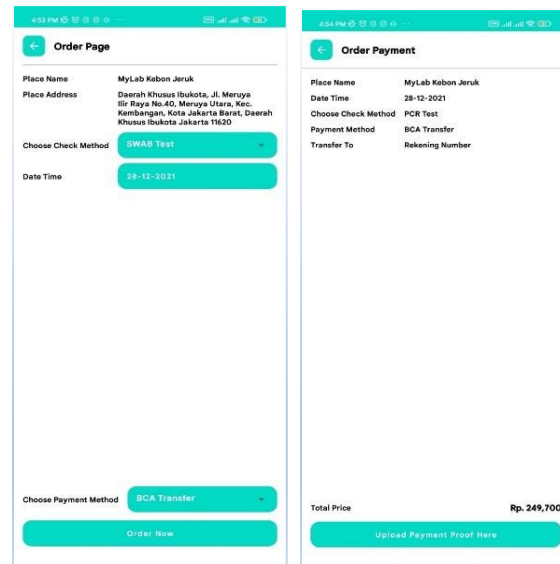 4:53 PM
Order Page
Place Name MyLab Kebon Jeruk
Place Address Daerah Khusus Ibukota, Jl. Meruya
Ilir Raya No.40, Meruya Utara, Kec.
Kembangan, Kota Jakarta Barat, Daerah
Khusus Ibukota Jakarta 11620
Choose Check Method SWAB Test
Date Time 28-12-2021
Choose Payment Method BCA Transfer
Order Now
4:54 PM
Order Payment
Place Name MyLab Kebon Jeruk
Date Time 28-12-2021
Choose Check Method PCR Test
Payment Method BCA Transfer
Transfer To Rekening Number
Total Price Rp. 249,700
Upload Payment Proof Here